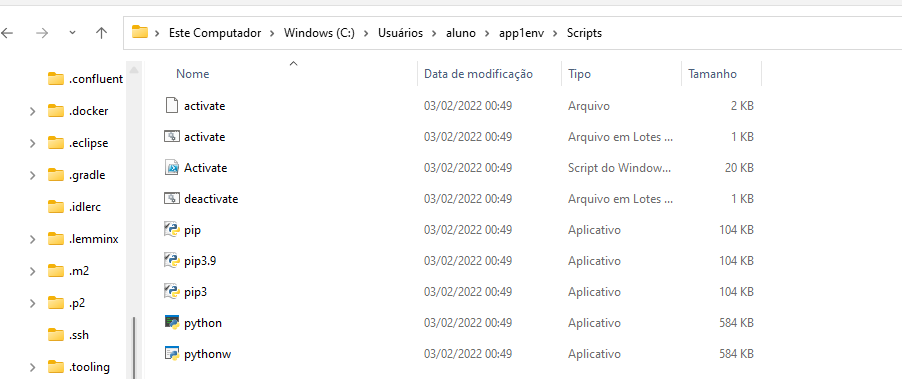 Este Computador > Windows (C:) > Usuários > aluno > app1env > Scripts
.confluent
.docker
.eclipse
.gradle
.idlerc
.lemminx
.m2
.p2
.ssh
.tooling
Nome Data de modificação Tipo Tamanho
activate 03/02/2022 00:49 Arquivo 2 KB
activate 03/02/2022 00:49 Arquivo em Lotes ... 1 KB
Activate 03/02/2022 00:49 Script do Window... 20 KB
deactivate 03/02/2022 00:49 Arquivo em Lotes ... 1 KB
pip 03/02/2022 00:49 Aplicativo 104 KB
pip3.9 03/02/2022 00:49 Aplicativo 104 KB
pip3 03/02/2022 00:49 Aplicativo 104 KB
python 03/02/2022 00:49 Aplicativo 584 KB
pythonw 03/02/2022 00:49 Aplicativo 584 KB